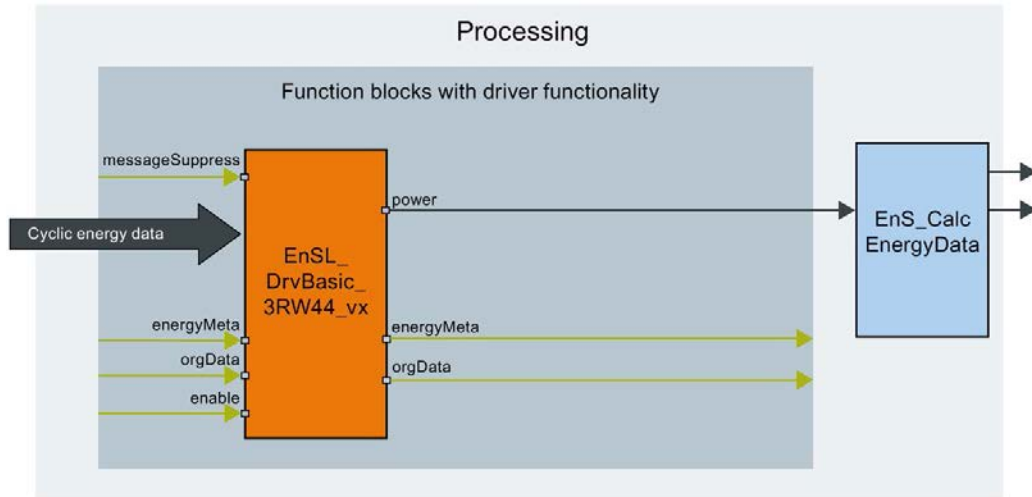 Processing
Function blocks with driver functionality
messageSuppress
power
Cyclic energy data
EnSL_
DrvBasic_
3RW44_vx
EnS_Calc
EnergyData
energyMeta
energyMeta
orgData
orgData
enable